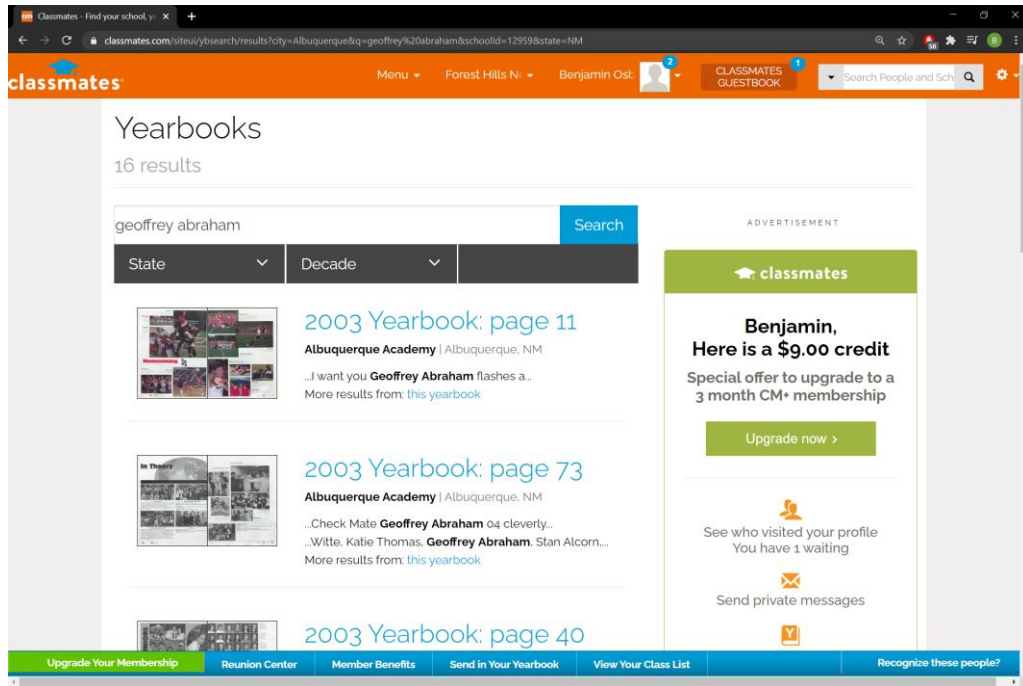 Classmates - Find your school, y
classmates.com/siteui/ybsearch/results?city=Albuquerque&q=geoffrey%20abraham&schoolId=12959&state=NM
58
B
classmates
Menu
Forest Hills N
Benjamin Osb
2
CLASSMATES
GUESTBOOK
1
Search People and Sch
Yearbooks
16 results
geoffrey abraham
Search
State
Decade
2003 Yearbook: page 11
Albuquerque Academy | Albuquerque, NM
...I want you Geoffrey Abraham flashes a...
More results from: this yearbook
In Theory
2003 Yearbook: page 73
Albuquerque Academy | Albuquerque, NM
...Check Mate Geoffrey Abraham 04 cleverly...
...Witte, Katie Thomas, Geoffrey Abraham, Stan Alcorn,...
More results from: this yearbook
2003 Yearbook: page 40
ADVERTISEMENT
classmates
Benjamin,
Here is a $9.00 credit
Special offer to upgrade to a
3 month CM+ membership
Upgrade now >
See who visited your profile
You have 1 waiting
Send private messages
Y
Upgrade Your Membership
Reunion Center
Member Benefits
Send in Your Yearbook
View Your Class List
Recognize these people?